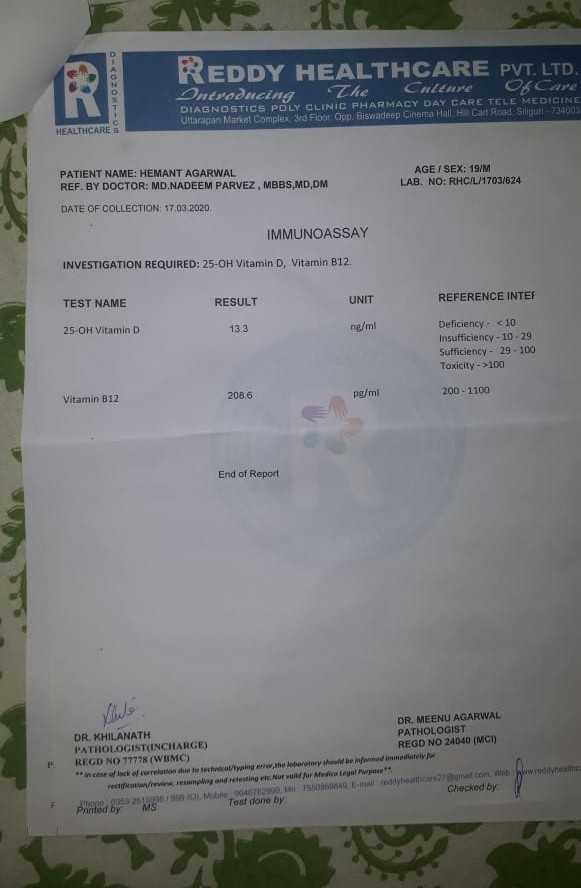 DIAGNOSTICS
R
HEALTHCARE
REDDY HEALTHCARE PVT. LTD.
Introducing The Culture Of Care
DIAGNOSTICS POLY CLINIC PHARMACY DAY CARE TELE MEDICINE
Uttarapan Market Complex, 3rd Floor, Opp. Biswadeep Cinema Hall, Hill Cart Road, Siliguri - 734003
PATIENT NAME: HEMANT AGARWAL AGE / SEX: 19/M
REF. BY DOCTOR: MD.NADEEM PARVEZ , MBBS,MD,DM LAB. NO: RHC/L/1703/624
DATE OF COLLECTION: 17.03.2020.
IMMUNOASSAY
INVESTIGATION REQUIRED: 25-OH Vitamin D, Vitamin B12.
TEST NAME RESULT UNIT REFERENCE INTER
25-OH Vitamin D 13.3 ng/ml Deficiency - < 10
Insufficiency - 10 - 29
Sufficiency - 29 - 100
Toxicity - >100
Vitamin B12 208.6 pg/ml 200 - 1100
End of Report
DR. KHILANATH
PATHOLOGIST(INCHARGE)
REGD NO 77778 (WBMC)
DR. MEENU AGARWAL
PATHOLOGIST
REGD NO 24040 (MCI)
** in case of lack of correlation due to technical/typing error,the laboratory should be informed immediately for
rectification/review, resampling and retesting etc.Not valid for Medico Legal Purpose**.
Phone : 0353 (O), Mobile : E-mail : reddyhealthcare27@gmail.com, Web : www.reddyhealthc
Printed by: MS Test done by: Checked by: